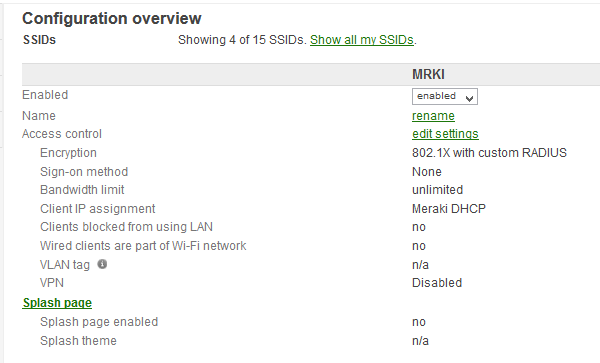 Configuration overview
SSIDs Showing 4 of 15 SSIDs. Show all my SSIDs.
MRKI
Enabled enabled
Name rename
Access control edit settings
Encryption 802.1X with custom RADIUS
Sign-on method None
Bandwidth limit unlimited
Client IP assignment Meraki DHCP
Clients blocked from using LAN no
Wired clients are part of Wi-Fi network no
VLAN tag i n/a
VPN Disabled
Splash page
Splash page enabled no
Splash theme n/a